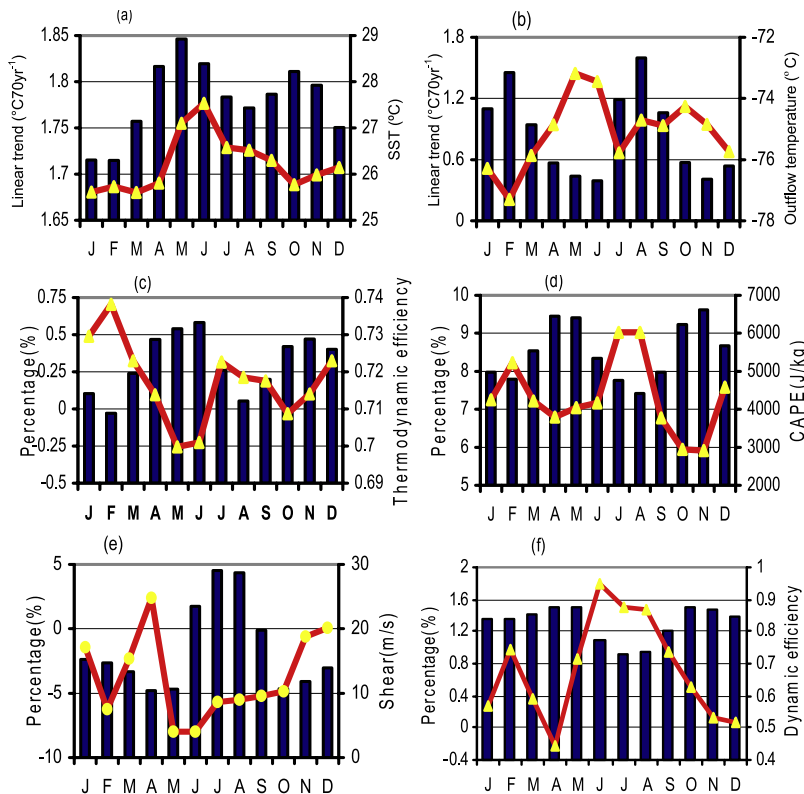 (a)
Linear trend (°C70yr-1)
1.85
1.8
1.75
1.7
1.65
29
28
27
26
25
SST (°C)
J F M A M J J A S O N D
(b)
Linear trend (°C70yr-1)
1.8
1.2
0.6
0
-72
-74
-76
-78
Outflow temperature (°C)
J F M A M J J A S O N D
(c)
Percentage(%)
0.75
0.5
0.25
0
-0.25
-0.5
0.74
0.73
0.72
0.71
0.7
0.69
Thermodynamic efficiency
J F M A M J J A S O N D
(d)
Percentage(%)
10
9
8
7
6
5
7000
6000
5000
4000
3000
2000
CAPE(J/kg)
J F M A M J J A S O N D
(e)
Percentage(%)
5
0
-5
-10
30
20
10
0
Shear(m/s)
J F M A M J J A S O N D
(f)
Percentage(%)
2
1.6
1.2
0.8
0.4
0
-0.4
1
0.9
0.8
0.7
0.6
0.5
0.4
Dynamic efficiency
J F M A M J J A S O N D